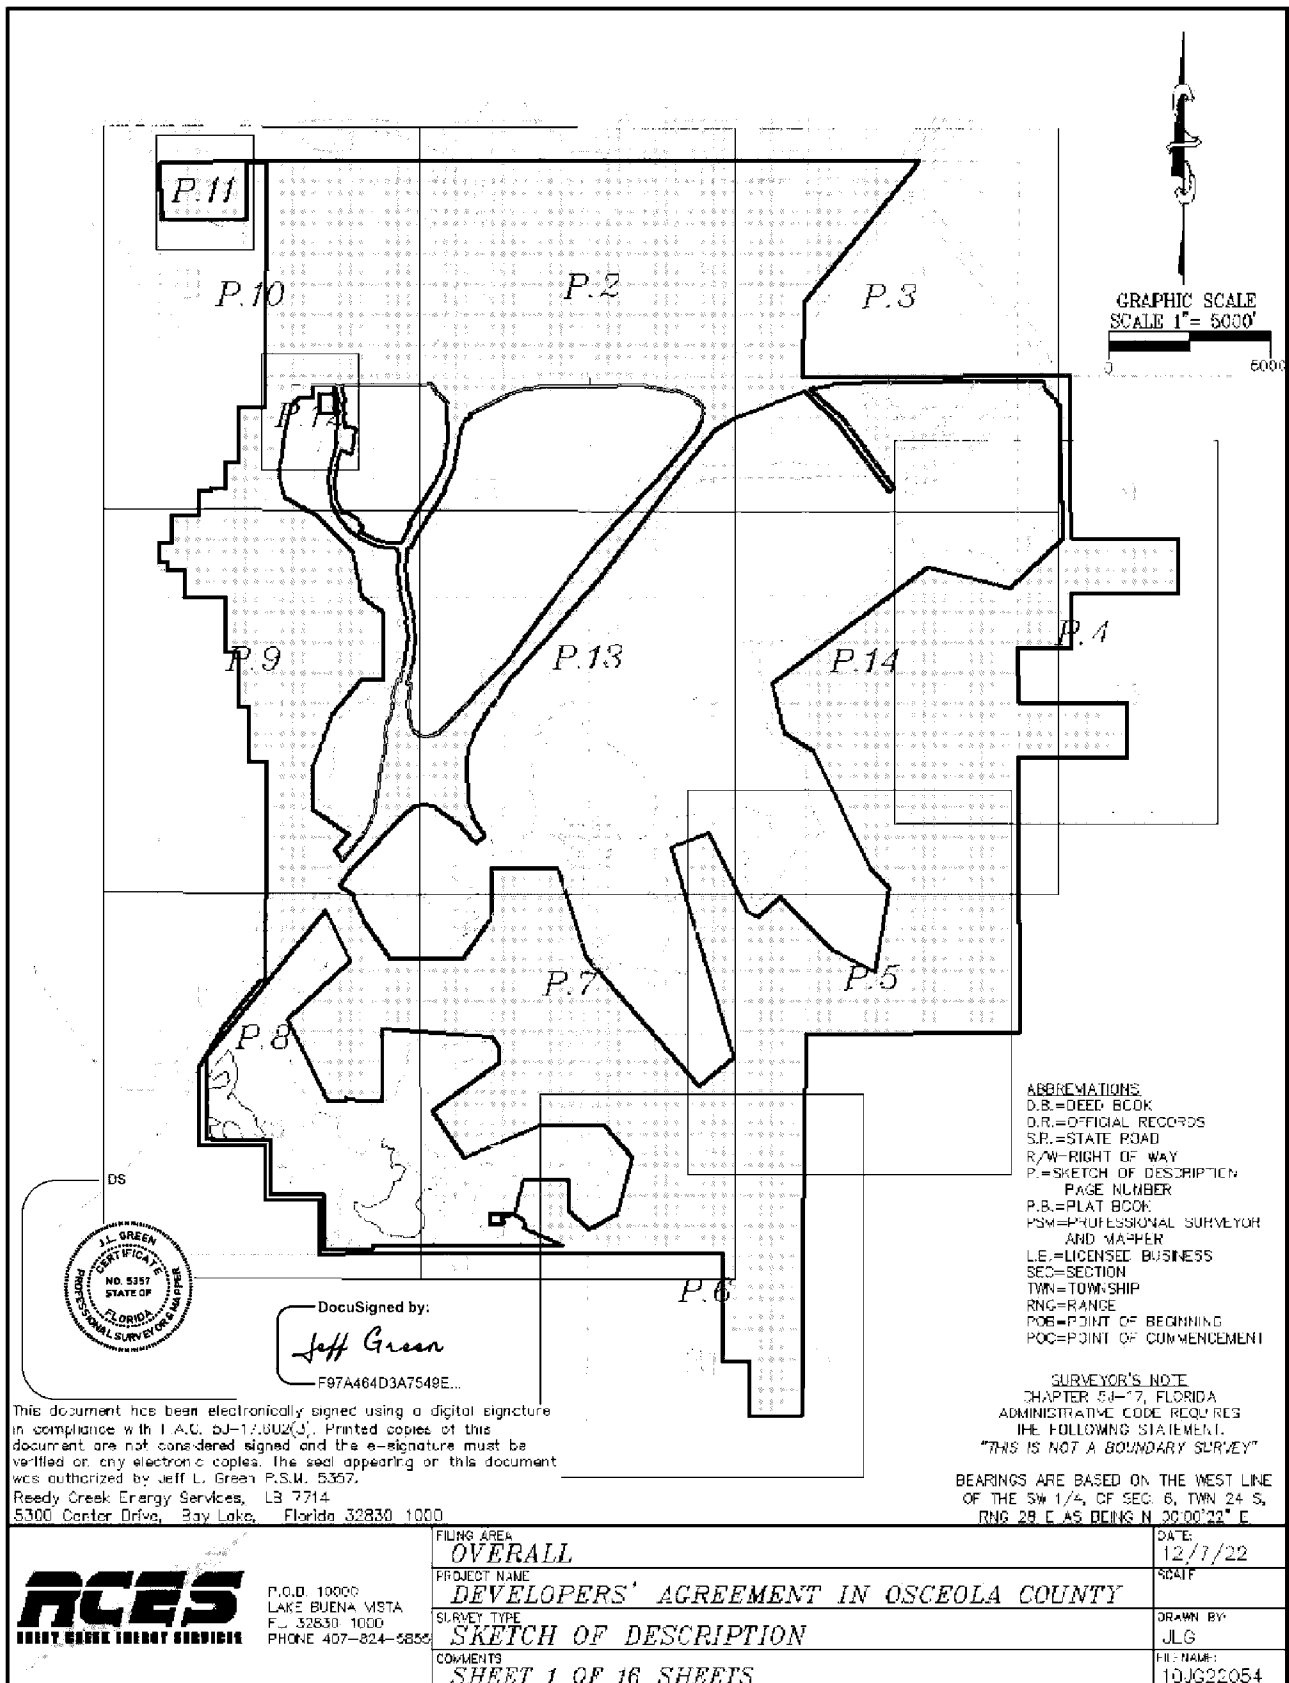 P.11
P.10
P.2
P.3
GRAPHIC SCALE
SCALE 1"= 5000'
0
5000
P.12
P.9
P.13
P.14
P.4
P.7
P.5
P.8
P.6
ABBREVIATIONS
D.B.=DEED BOOK
O.R.=OFFICIAL RECORDS
S.R.=STATE ROAD
R/W=RIGHT OF WAY
P.=SKETCH OF DESCRIPTION
PAGE NUMBER
P.B.=PLAT BOOK
PSM=PROFESSIONAL SURVEYOR
AND MAPPER
L.B.=LICENSED BUSINESS
SEC=SECTION
TWN=TOWNSHIP
RNG=RANGE
POB=POINT OF BEGINNING
POC=POINT OF COMMENCEMENT
DS
J.L. GREEN
CERTIFICATE
NO. 5357
STATE OF
FLORIDA
PROFESSIONAL SURVEYOR & MAPPER
DocuSigned by:
Jeff Green
F97A464D3A7549E...
SURVEYOR'S NOTE
CHAPTER 5J-17, FLORIDA
ADMINISTRATIVE CODE REQUIRES
THE FOLLOWING STATEMENT.
"THIS IS NOT A BOUNDARY SURVEY"
This document has been electronically signed using a digital signature
in compliance with F.A.C. 5J-17.602(3). Printed copies of this
document are not considered signed and the e-signature must be
verified on any electronic copies. The seal appearing on this document
was authorized by Jeff L. Green P.S.M. 5357.
Reedy Creek Energy Services, LB 7714
5300 Center Drive, Bay Lake, Florida 32830 1000
BEARINGS ARE BASED ON THE WEST LINE
OF THE SW 1/4, OF SEC. 6, TWN 24 S,
RNG 28 E AS BEING N 00°00'22" E
RCES
REEDY CREEK ENERGY SERVICES
P.O.B. 10000
LAKE BUENA VISTA
FL 32830 1000
PHONE 407-824-5855
FILING AREA
OVERALL
PROJECT NAME
DEVELOPERS' AGREEMENT IN OSCEOLA COUNTY
SURVEY TYPE
SKETCH OF DESCRIPTION
COMMENTS
SHEET 1 OF 16 SHEETS
DATE:
12/7/22
SCALE
DRAWN BY:
JLG
FILENAME:
10JG22054